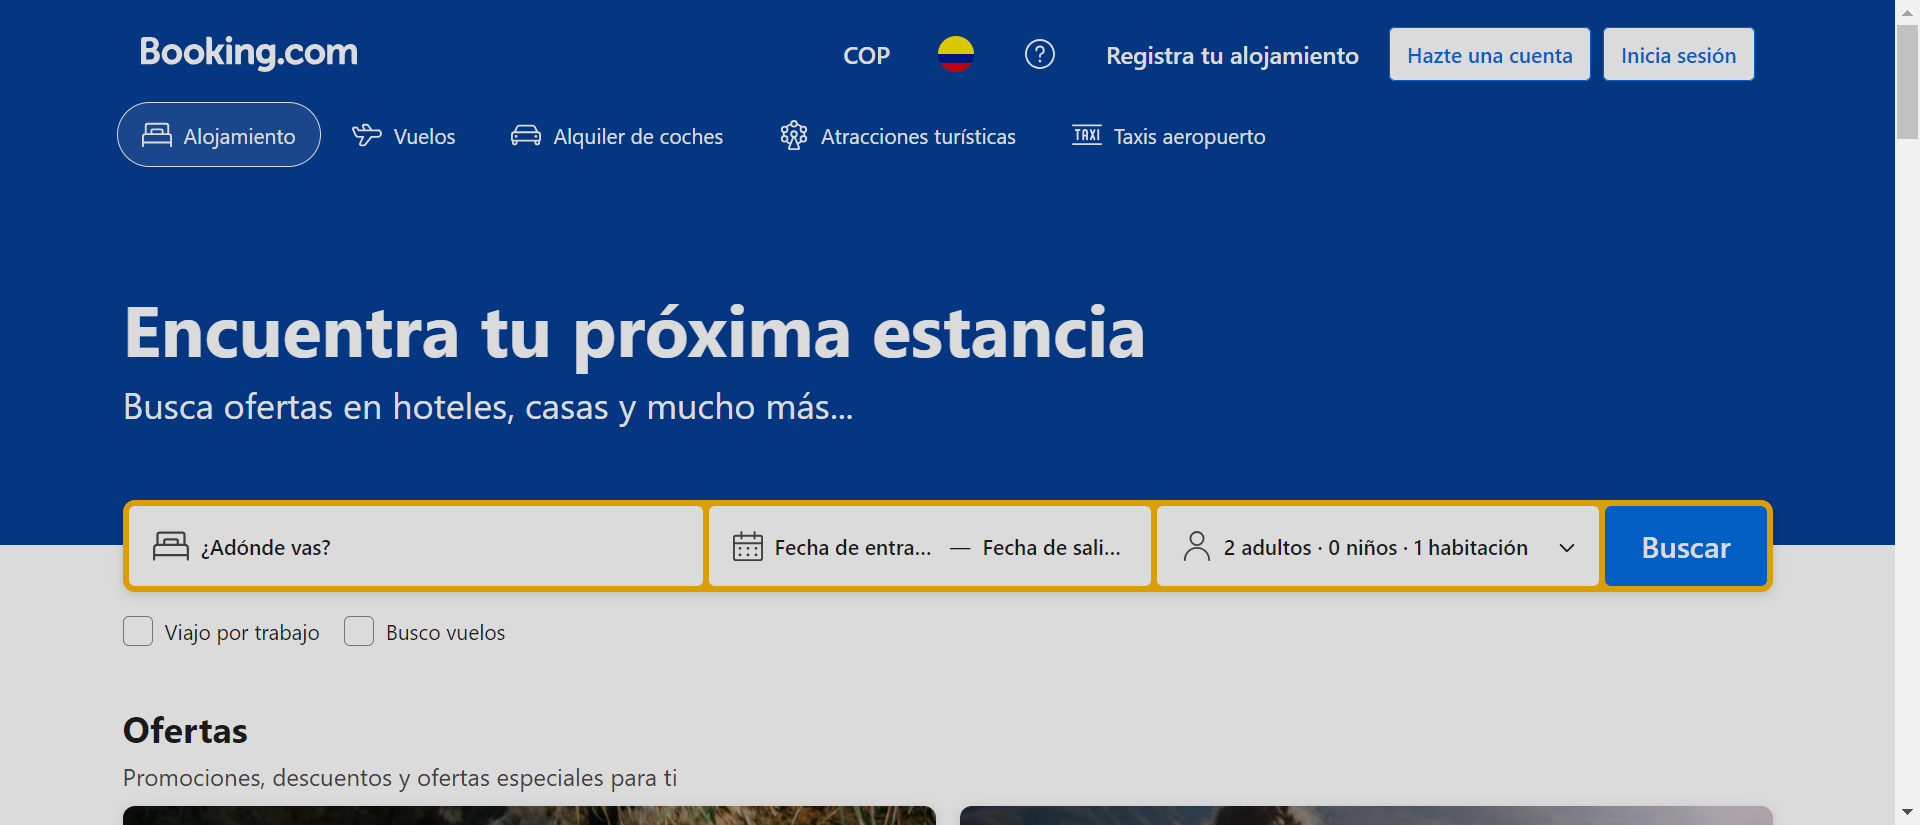 Booking.com
COP
?
Registra tu alojamiento
Hazte una cuenta
Inicia sesión
Alojamiento
Vuelos
Alquiler de coches
Atracciones turísticas
TAXI Taxis aeropuerto
Encuentra tu próxima estancia
Busca ofertas en hoteles, casas y mucho más...
¿Adónde vas?
Fecha de entra... — Fecha de sali...
2 adultos · 0 niños · 1 habitación
Buscar
Viajo por trabajo
Busco vuelos
Ofertas
Promociones, descuentos y ofertas especiales para ti